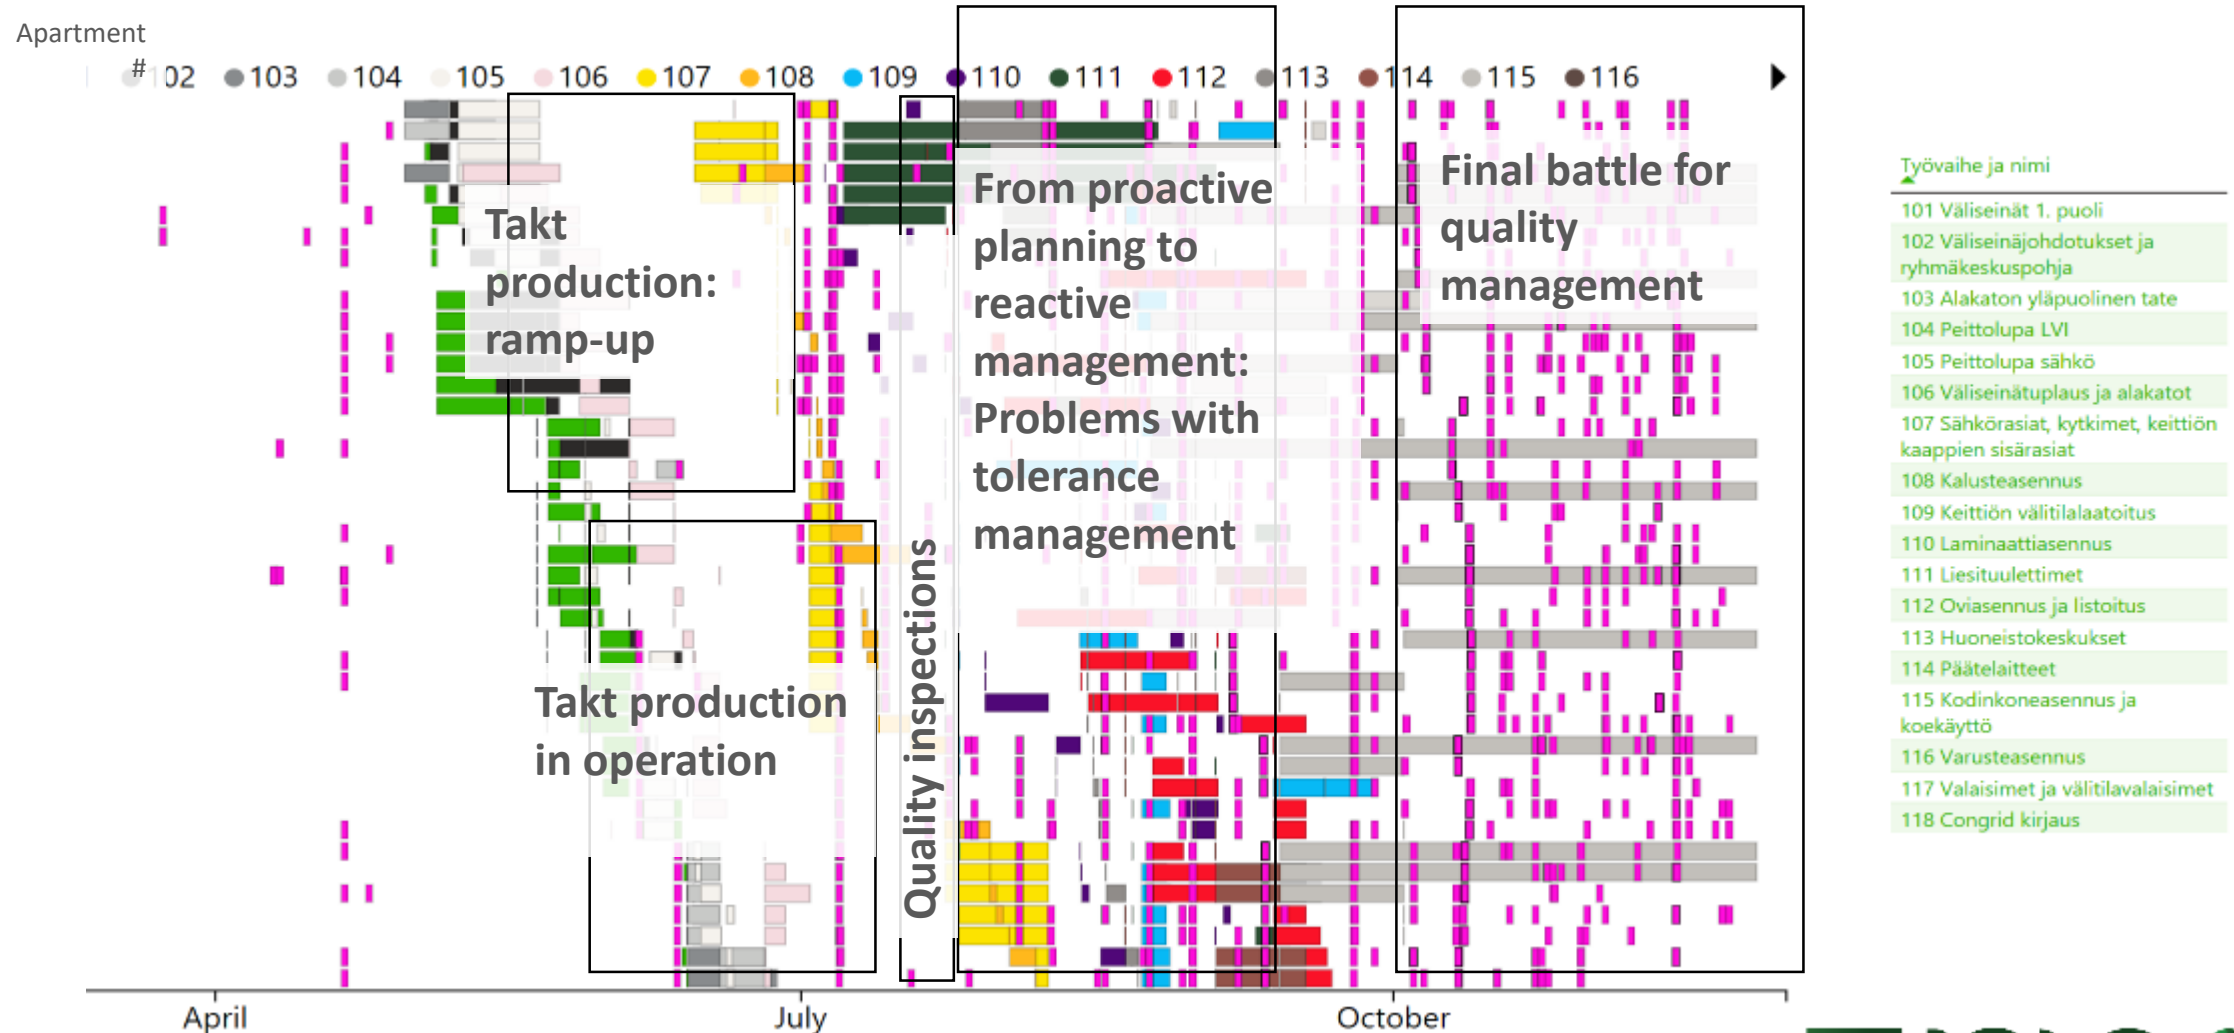 Apartment
#
102 103 104 105 106 107 108 109 110 111 112 113 114 115 116
Takt
production:
ramp-up
Takt production
in operation
Quality inspections
From proactive
planning to
reactive
management:
Problems with
tolerance
management
Final battle for
quality
management
April July October
Työvaihe ja nimi
101 Väliseinät 1. puoli
102 Väliseinäjohdotukset ja
ryhmäkeskuspohja
103 Alakaton yläpuolinen tate
104 Peittolupa LVI
105 Peittolupa sähkö
106 Väliseinätuplaus ja alakatot
107 Sähkörasiat, kytkimet, keittiön
kaappien sisärasiat
108 Kalusteasennus
109 Keittiön välitilalaatoitus
110 Laminaattiasennus
111 Liesituulettimet
112 Oviasennus ja listoitus
113 Huoneistokeskukset
114 Päätelaitteet
115 Kodinkoneasennus ja
koekäyttö
116 Varusteasennus
117 Valaisimet ja välitilavalaisimet
118 Congrid kirjaus